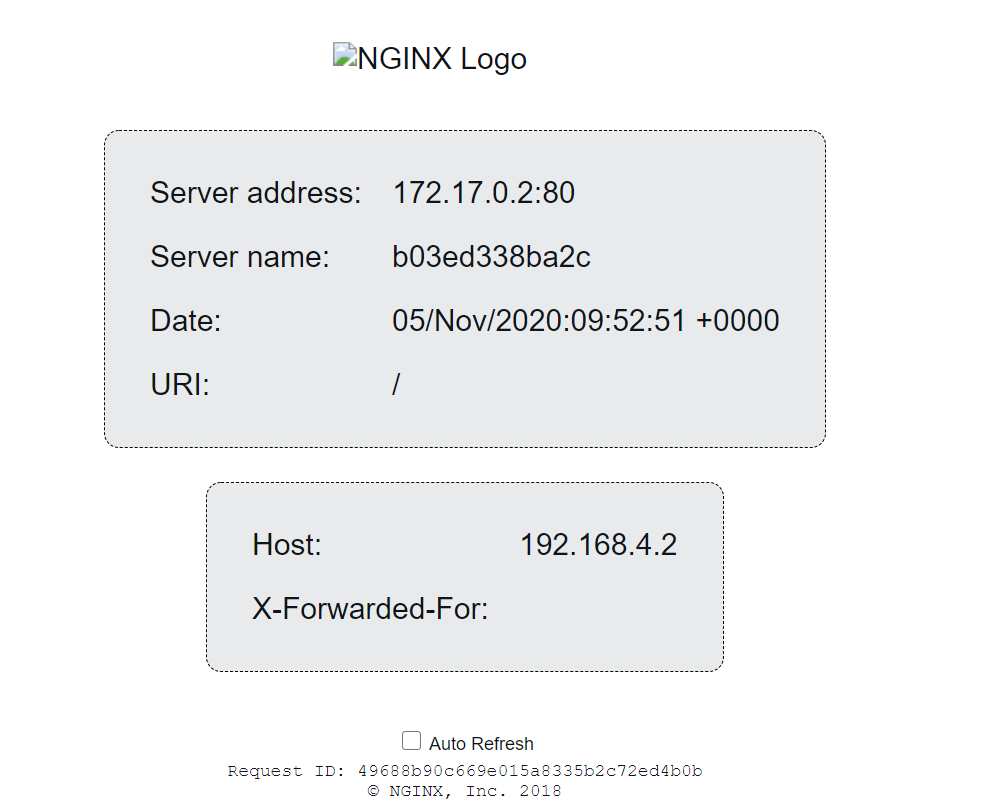 NGINX Logo
Server address: 172.17.0.2:80
Server name: b03ed338ba2c
Date: 05/Nov/2020:09:52:51 +0000
URI: /
Host: 192.168.4.2
X-Forwarded-For:
Auto Refresh
Request ID: 49688b90c669e015a8335b2c72ed4b0b
© NGINX, Inc. 2018